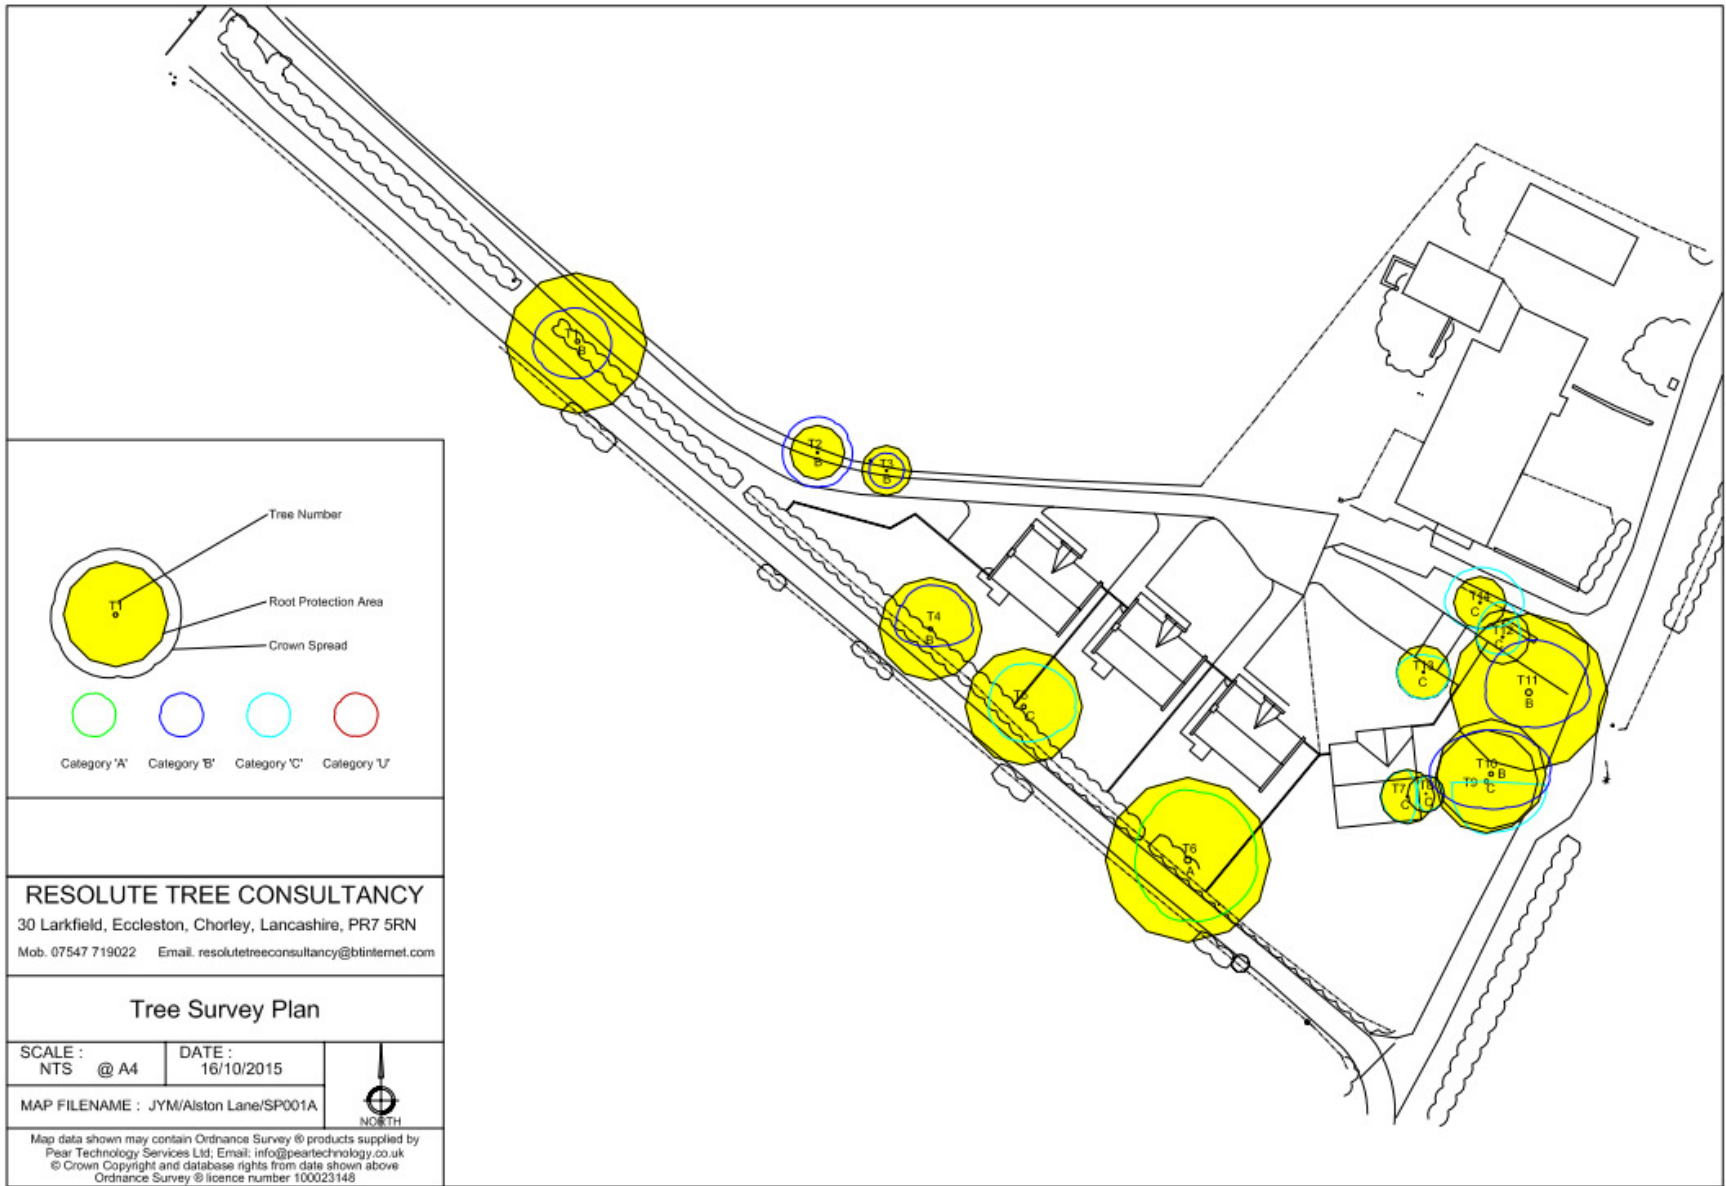 T1
B
T2
B
T3
B
T4
B
T5
C
T6
A
T14
C
T12
C
T13
C
T11
B
T10
B
T9
C
T7
C
T8
C
Tree Number
Root Protection Area
Crown Spread
T1
Category 'A' Category 'B' Category 'C' Category 'U'
RESOLUTE TREE CONSULTANCY
30 Larkfield, Eccleston, Chorley, Lancashire, PR7 5RN
Mob. 07547 719022 Email. resolutetreeconsultancy@btinternet.com
Tree Survey Plan
SCALE : NTS @ A4
DATE : 16/10/2015
MAP FILENAME : JYM/Alston Lane/SP001A
NORTH
Map data shown may contain Ordnance Survey ® products supplied by
Pear Technology Services Ltd; Email: info@peartechnology.co.uk
© Crown Copyright and database rights from date shown above
Ordnance Survey ® licence number 100023148